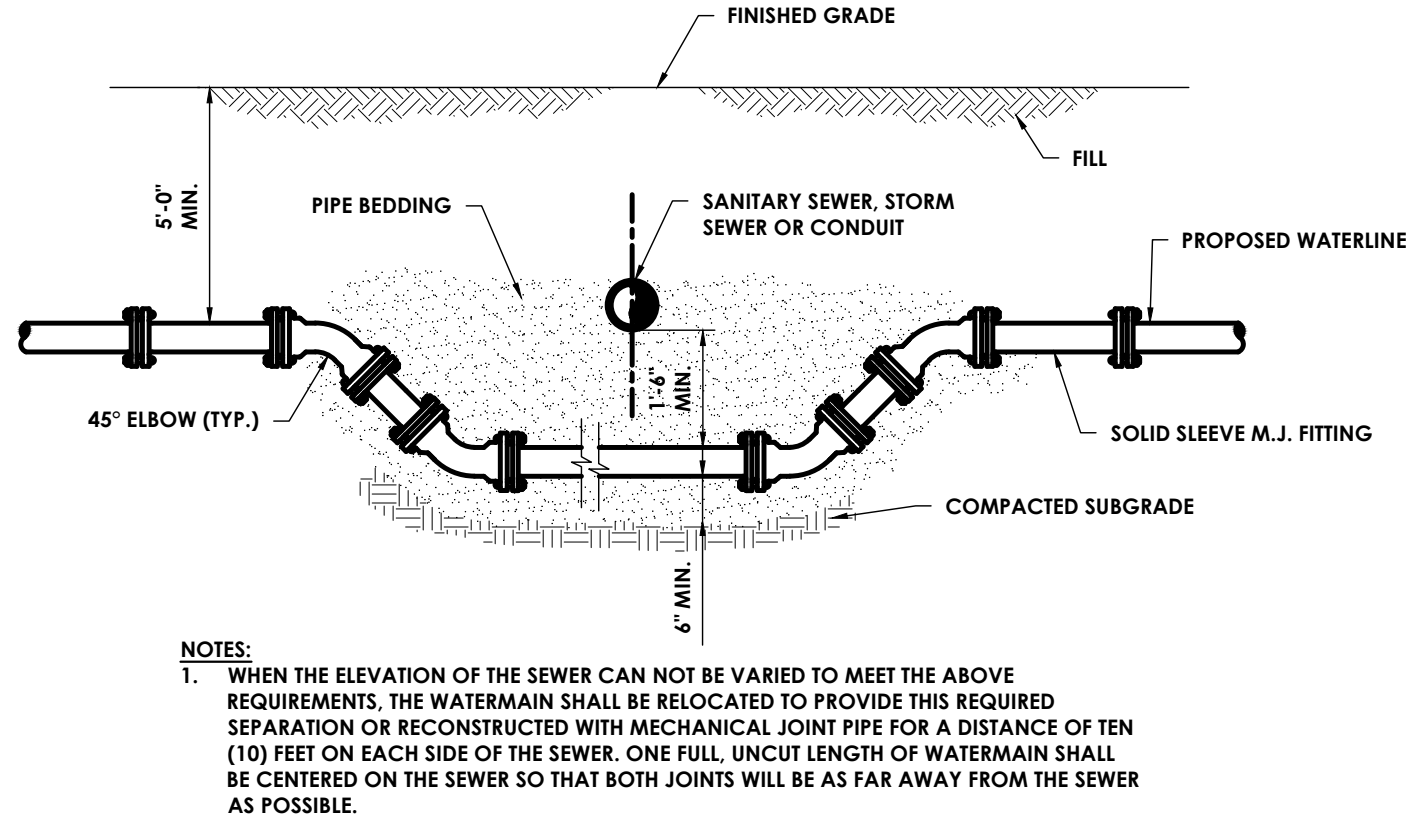 FINISHED GRADE
FILL
5'-0"
MIN.
PIPE BEDDING
SANITARY SEWER, STORM
SEWER OR CONDUIT
PROPOSED WATERLINE
1'-6"
MIN.
45° ELBOW (TYP.)
SOLID SLEEVE M.J. FITTING
COMPACTED SUBGRADE
6" MIN.
NOTES:
1. WHEN THE ELEVATION OF THE SEWER CAN NOT BE VARIED TO MEET THE ABOVE
REQUIREMENTS, THE WATERMAIN SHALL BE RELOCATED TO PROVIDE THIS REQUIRED
SEPARATION OR RECONSTRUCTED WITH MECHANICAL JOINT PIPE FOR A DISTANCE OF TEN
(10) FEET ON EACH SIDE OF THE SEWER. ONE FULL, UNCUT LENGTH OF WATERMAIN SHALL
BE CENTERED ON THE SEWER SO THAT BOTH JOINTS WILL BE AS FAR AWAY FROM THE SEWER
AS POSSIBLE.